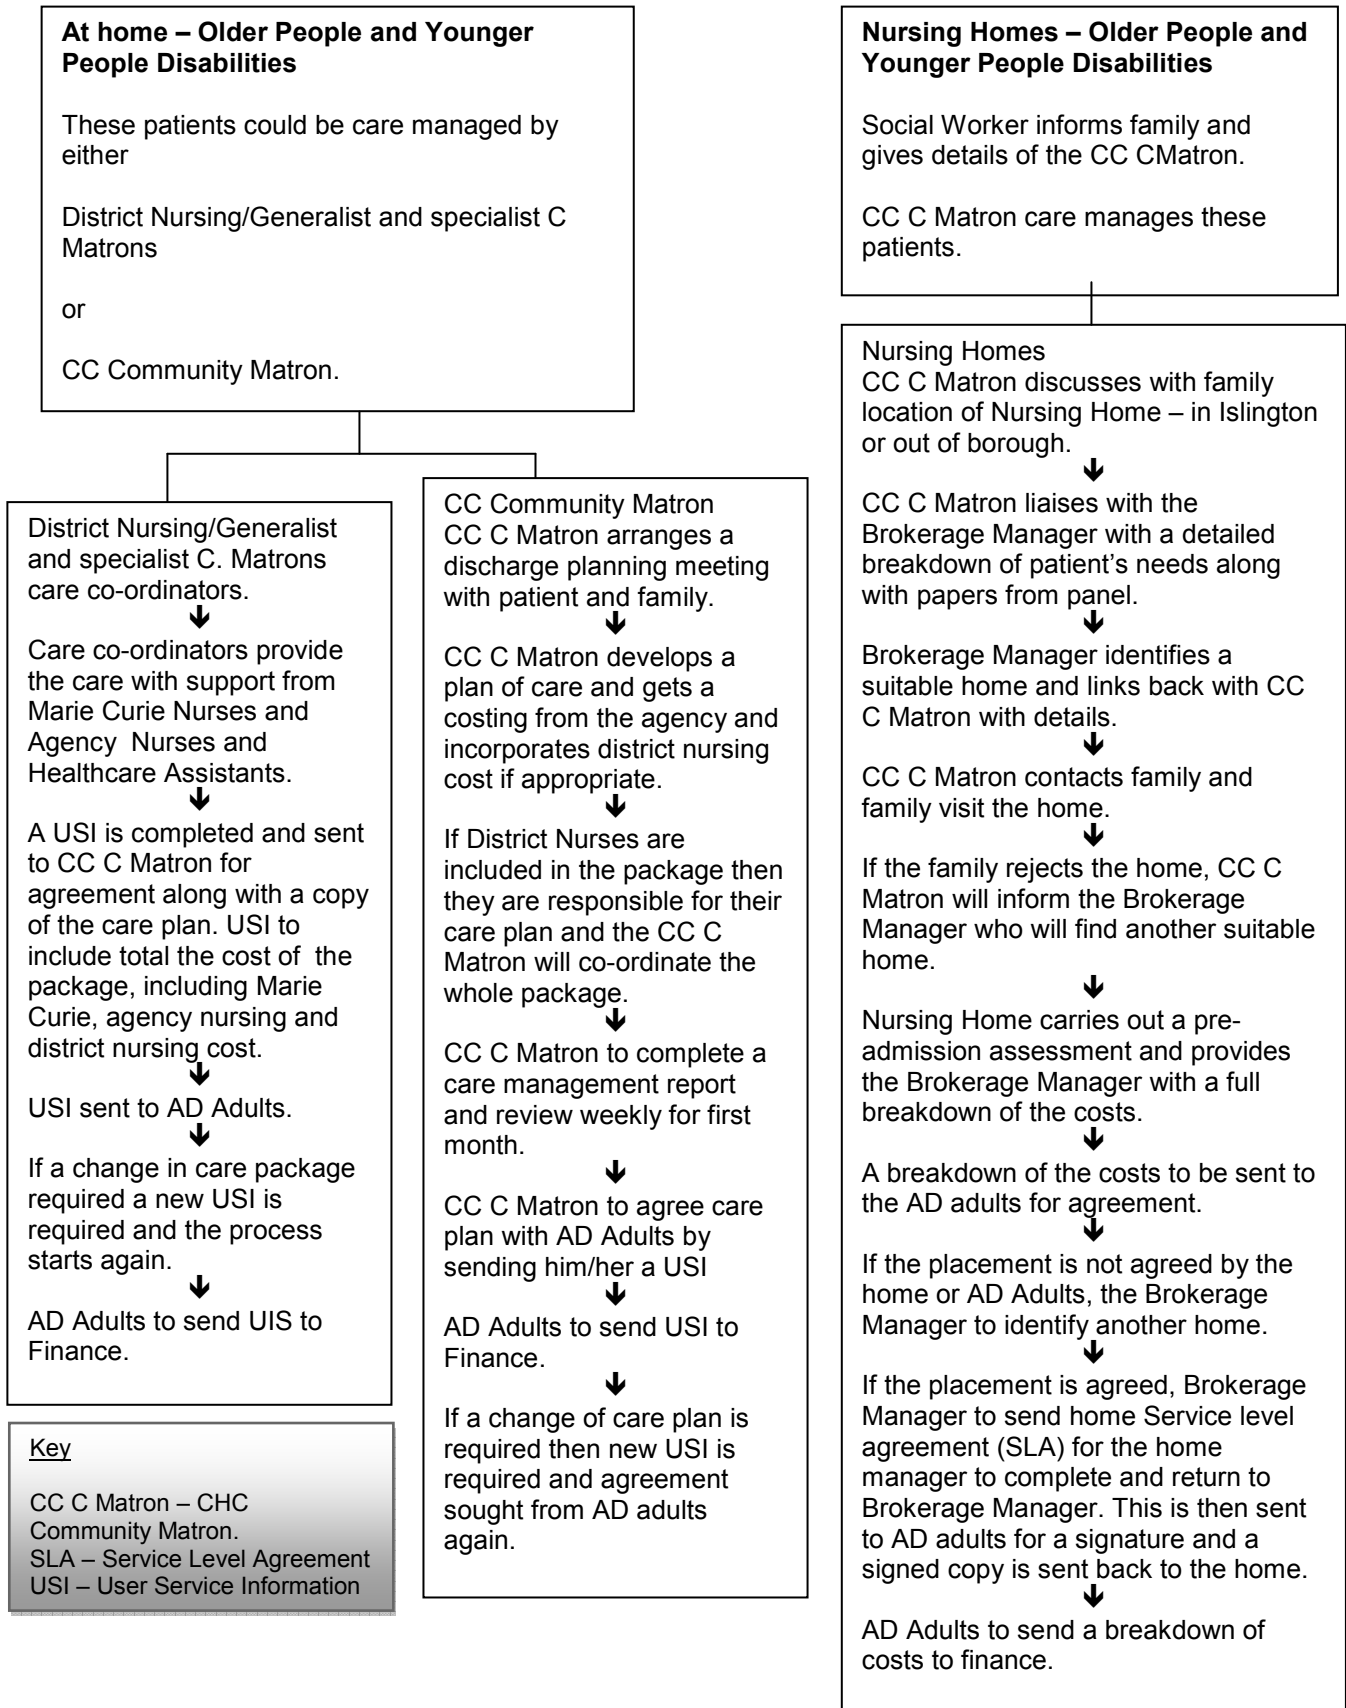 At home – Older People and Younger
People Disabilities
These patients could be care managed by
either
District Nursing/Generalist and specialist C
Matrons
or
CC Community Matron.
District Nursing/Generalist
and specialist C. Matrons
care co-ordinators.
Care co-ordinators provide
the care with support from
Marie Curie Nurses and
Agency  Nurses and
Healthcare Assistants.
A USI is completed and sent
to CC C Matron for
agreement along with a copy
of the care plan. USI to
include total the cost of  the
package, including Marie
Curie, agency nursing and
district nursing cost.
USI sent to AD Adults.
If a change in care package
required a new USI is
required and the process
starts again.
AD Adults to send UIS to
Finance.
Key
CC C Matron – CHC
Community Matron.
SLA – Service Level Agreement
USI – User Service Information
CC Community Matron
CC C Matron arranges a
discharge planning meeting
with patient and family.
CC C Matron develops a
plan of care and gets a
costing from the agency and
incorporates district nursing
cost if appropriate.
If District Nurses are
included in the package then
they are responsible for their
care plan and the CC C
Matron will co-ordinate the
whole package.
CC C Matron to complete a
care management report
and review weekly for first
month.
CC C Matron to agree care
plan with AD Adults by
sending him/her a USI
AD Adults to send USI to
Finance.
If a change of care plan is
required then new USI is
required and agreement
sought from AD adults
again.
Nursing Homes – Older People and
Younger People Disabilities
Social Worker informs family and
gives details of the CC CMatron.
CC C Matron care manages these
patients.
Nursing Homes
CC C Matron discusses with family
location of Nursing Home – in Islington
or out of borough.
CC C Matron liaises with the
Brokerage Manager with a detailed
breakdown of patient's needs along
with papers from panel.
Brokerage Manager identifies a
suitable home and links back with CC
C Matron with details.
CC C Matron contacts family and
family visit the home.
If the family rejects the home, CC C
Matron will inform the Brokerage
Manager who will find another suitable
home.
Nursing Home carries out a pre-
admission assessment and provides
the Brokerage Manager with a full
breakdown of the costs.
A breakdown of the costs to be sent to
the AD adults for agreement.
If the placement is not agreed by the
home or AD Adults, the Brokerage
Manager to identify another home.
If the placement is agreed, Brokerage
Manager to send home Service level
agreement (SLA) for the home
manager to complete and return to
Brokerage Manager. This is then sent
to AD adults for a signature and a
signed copy is sent back to the home.
AD Adults to send a breakdown of
costs to finance.